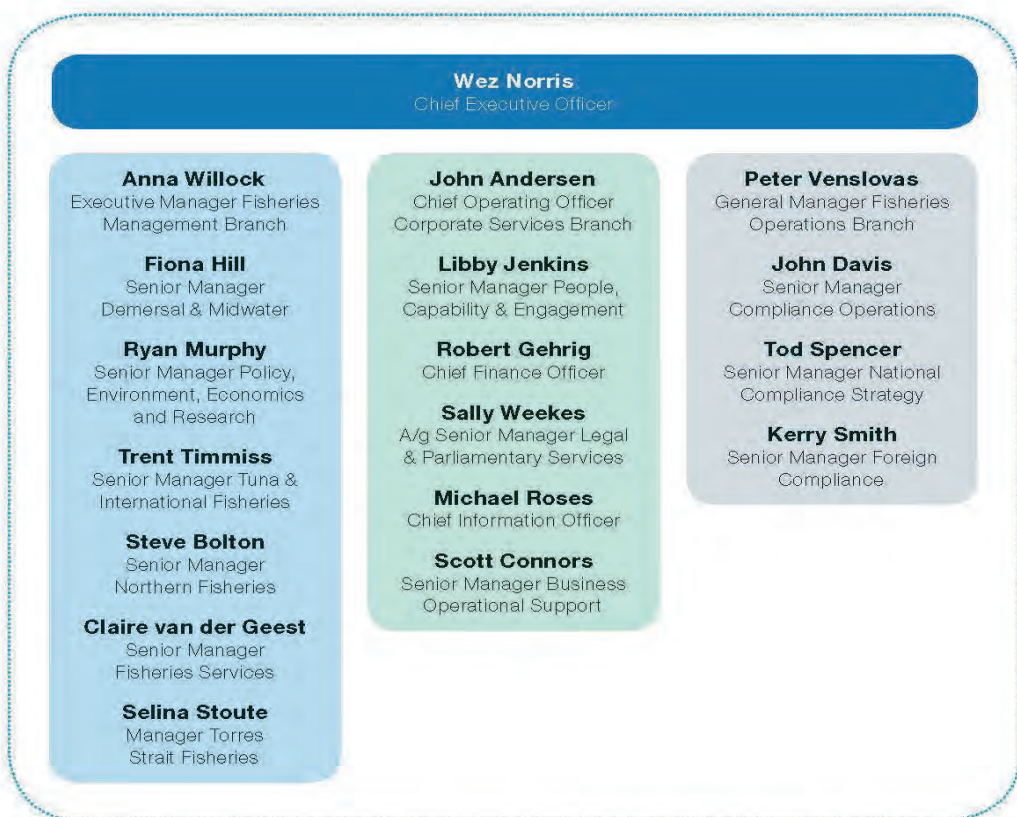 Wez Norris
Chief Executive Officer
Anna Willock
Executive Manager Fisheries
Management Branch
Fiona Hill
Senior Manager
Demersal & Midwater
Ryan Murphy
Senior Manager Policy,
Environment, Economics
and Research
Trent Timmiss
Senior Manager Tuna &
International Fisheries
Steve Bolton
Senior Manager
Northern Fisheries
Claire van der Geest
Senior Manager
Fisheries Services
Selina Stoute
Manager Torres
Strait Fisheries
John Andersen
Chief Operating Officer
Corporate Services Branch
Libby Jenkins
Senior Manager People,
Capability & Engagement
Robert Gehrig
Chief Finance Officer
Sally Weekes
A/g Senior Manager Legal
& Parliamentary Services
Michael Roses
Chief Information Officer
Scott Connors
Senior Manager Business
Operational Support
Peter Venslovas
General Manager Fisheries
Operations Branch
John Davis
Senior Manager
Compliance Operations
Tod Spencer
Senior Manager National
Compliance Strategy
Kerry Smith
Senior Manager Foreign
Compliance